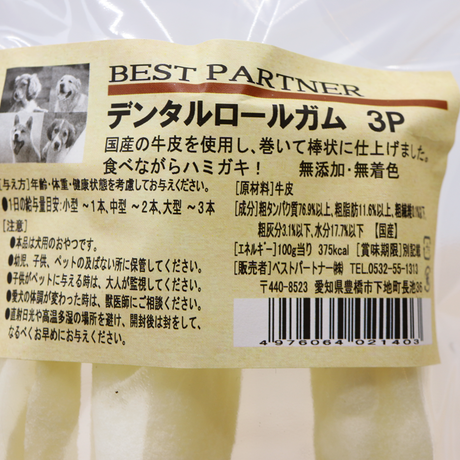 BEST PARTNER
デンタルロールガム 3P
国産の牛皮を使用し、巻いて棒状に仕上げました。
食べながらハミガキ! 無添加・無着色
[与え方]年齢・体重・健康状態を考慮してお与えください。
●1日の給与量目安:小型~1本、中型~2本、大型~3本
[注意]
●本品は犬用のおやつです。
●幼児、子供、ペットの及ばない所に保管してください。
●子供がペットに与える時は、大人が監視してください。
●愛犬の体調が変わった時は、獣医師にご相談ください。
●直射日光や高温多湿の場所を避け、開封後は封をして、
なるべくお早めにお与えください。
[原材料]牛皮
[成分]粗タンパク質76.9%以上、粗脂肪11.6%以上、粗繊維
粗灰分3.1%以下、水分17.7%以下 【国産】
[エネルギー]100g当り 375kcal [賞味期限]別記載
[販売者]ベストパートナー㈱ TEL0532-55-1313
〒440-8523 愛知県豊橋市下地町長池
4976064021403